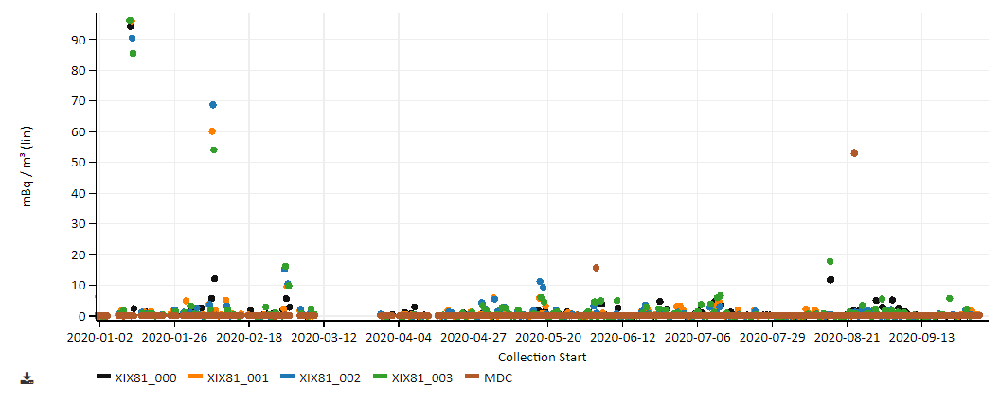 mBq / m³ (lin)
90
80
70
60
50
40
30
20
10
0
2020-01-02 2020-01-26 2020-02-18 2020-03-12 2020-04-04 2020-04-27 2020-05-20 2020-06-12 2020-07-06 2020-07-29 2020-08-21 2020-09-13
Collection Start
XIX81_000 XIX81_001 XIX81_002 XIX81_003 MDC